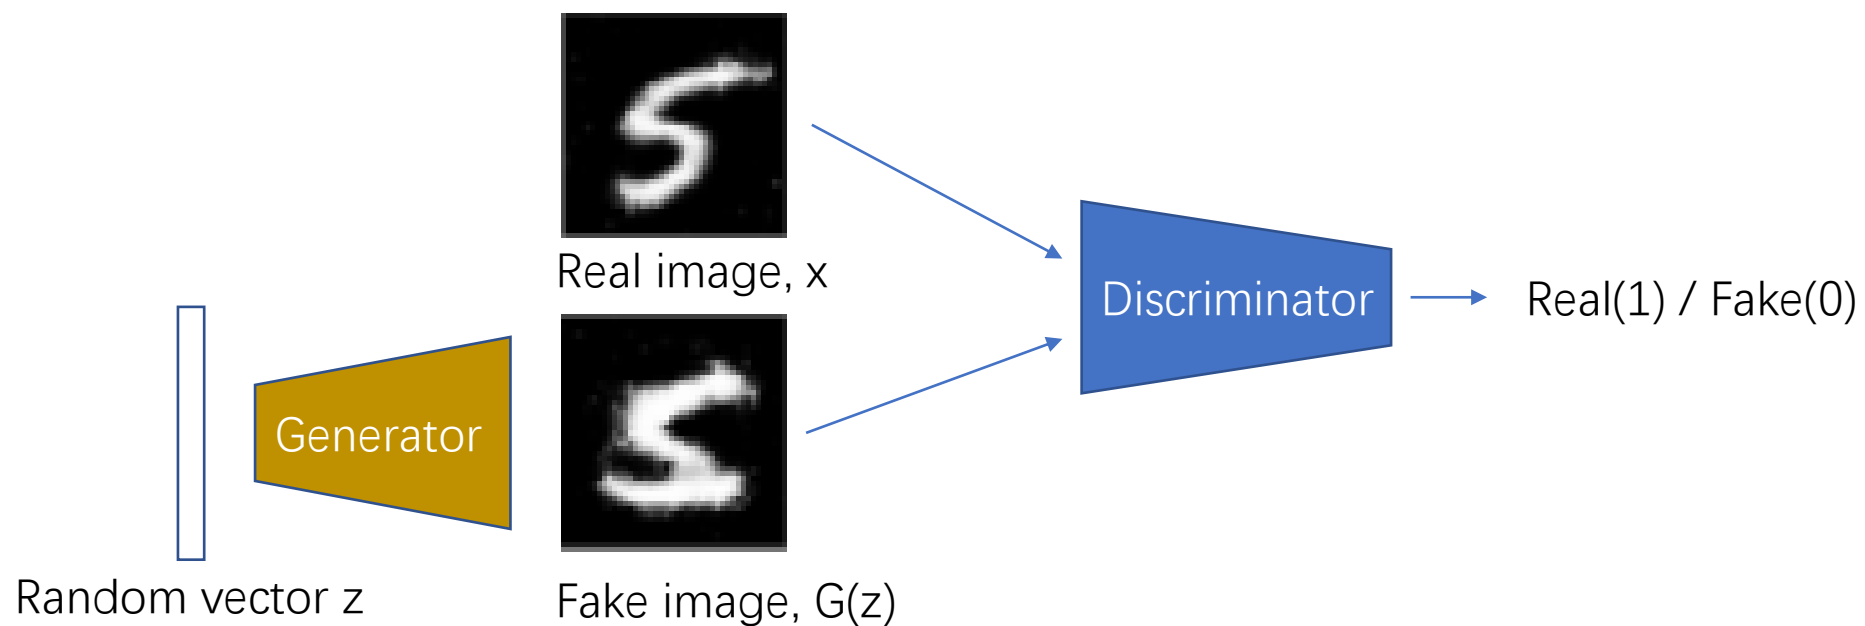 Real image, x
Discriminator
Real(1) / Fake(0)
Generator
Random vector z
Fake image, G(z)